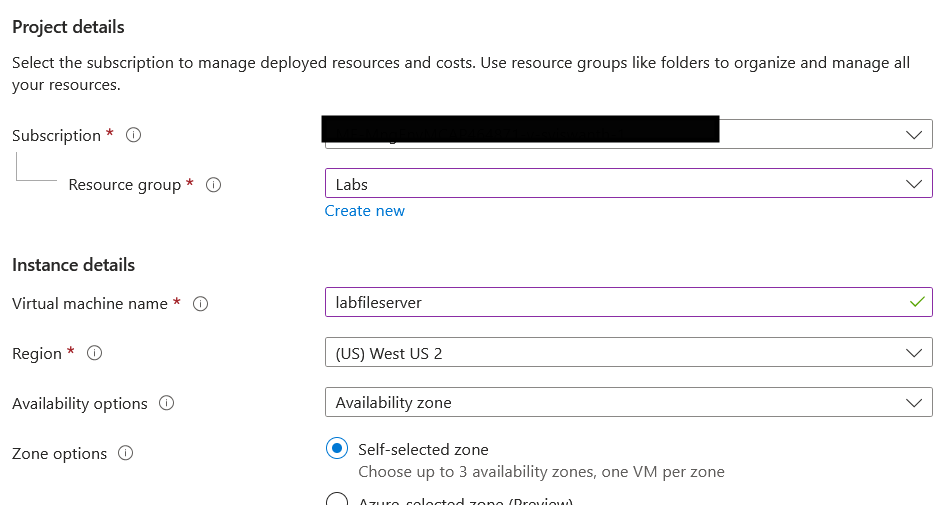 Project details
Select the subscription to manage deployed resources and costs. Use resource groups like folders to organize and manage all
your resources.
Subscription *
Resource group *
Labs
Create new
Instance details
Virtual machine name *
labfileserver
Region *
(US) West US 2
Availability options
Availability zone
Zone options
Self-selected zone
Choose up to 3 availability zones, one VM per zone
Azure-selected zone (Preview)